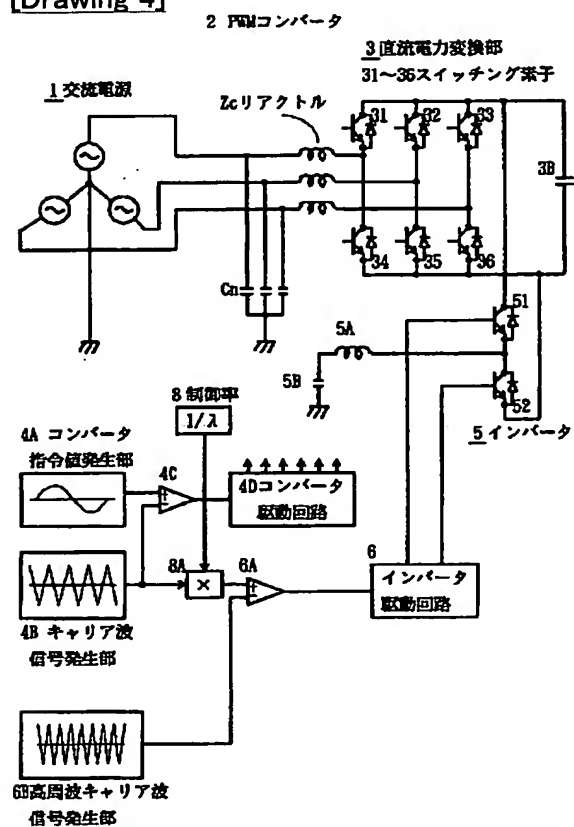 [Drawing 4]
2 PWMコンバータ
3 直流電力変換部
31~36スイッチング素子
1 交流電源
Zcリアクトル
31
32
33
3B
34
35
36
Cn
51
5A
5B
52
5 インバータ
8 制御率
1/λ
4A コンバータ
指令値発生部
4C
4Dコンバータ
駆動回路
8A
×
6A
6
インバータ
駆動回路
4B キャリア波
信号発生部
6B高周波キャリア波
信号発生部